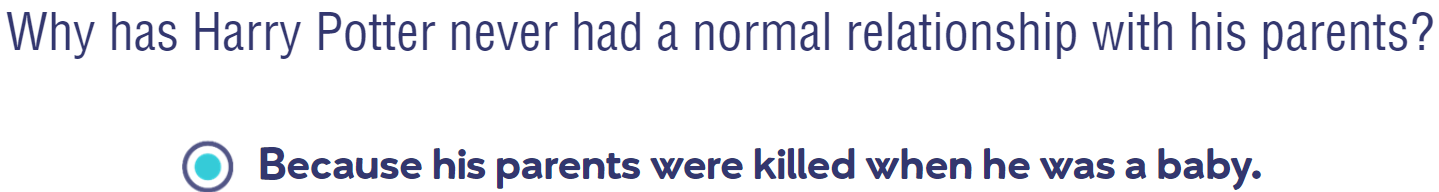 Why has Harry Potter never had a normal relationship with his parents?
Because his parents were killed when he was a baby.